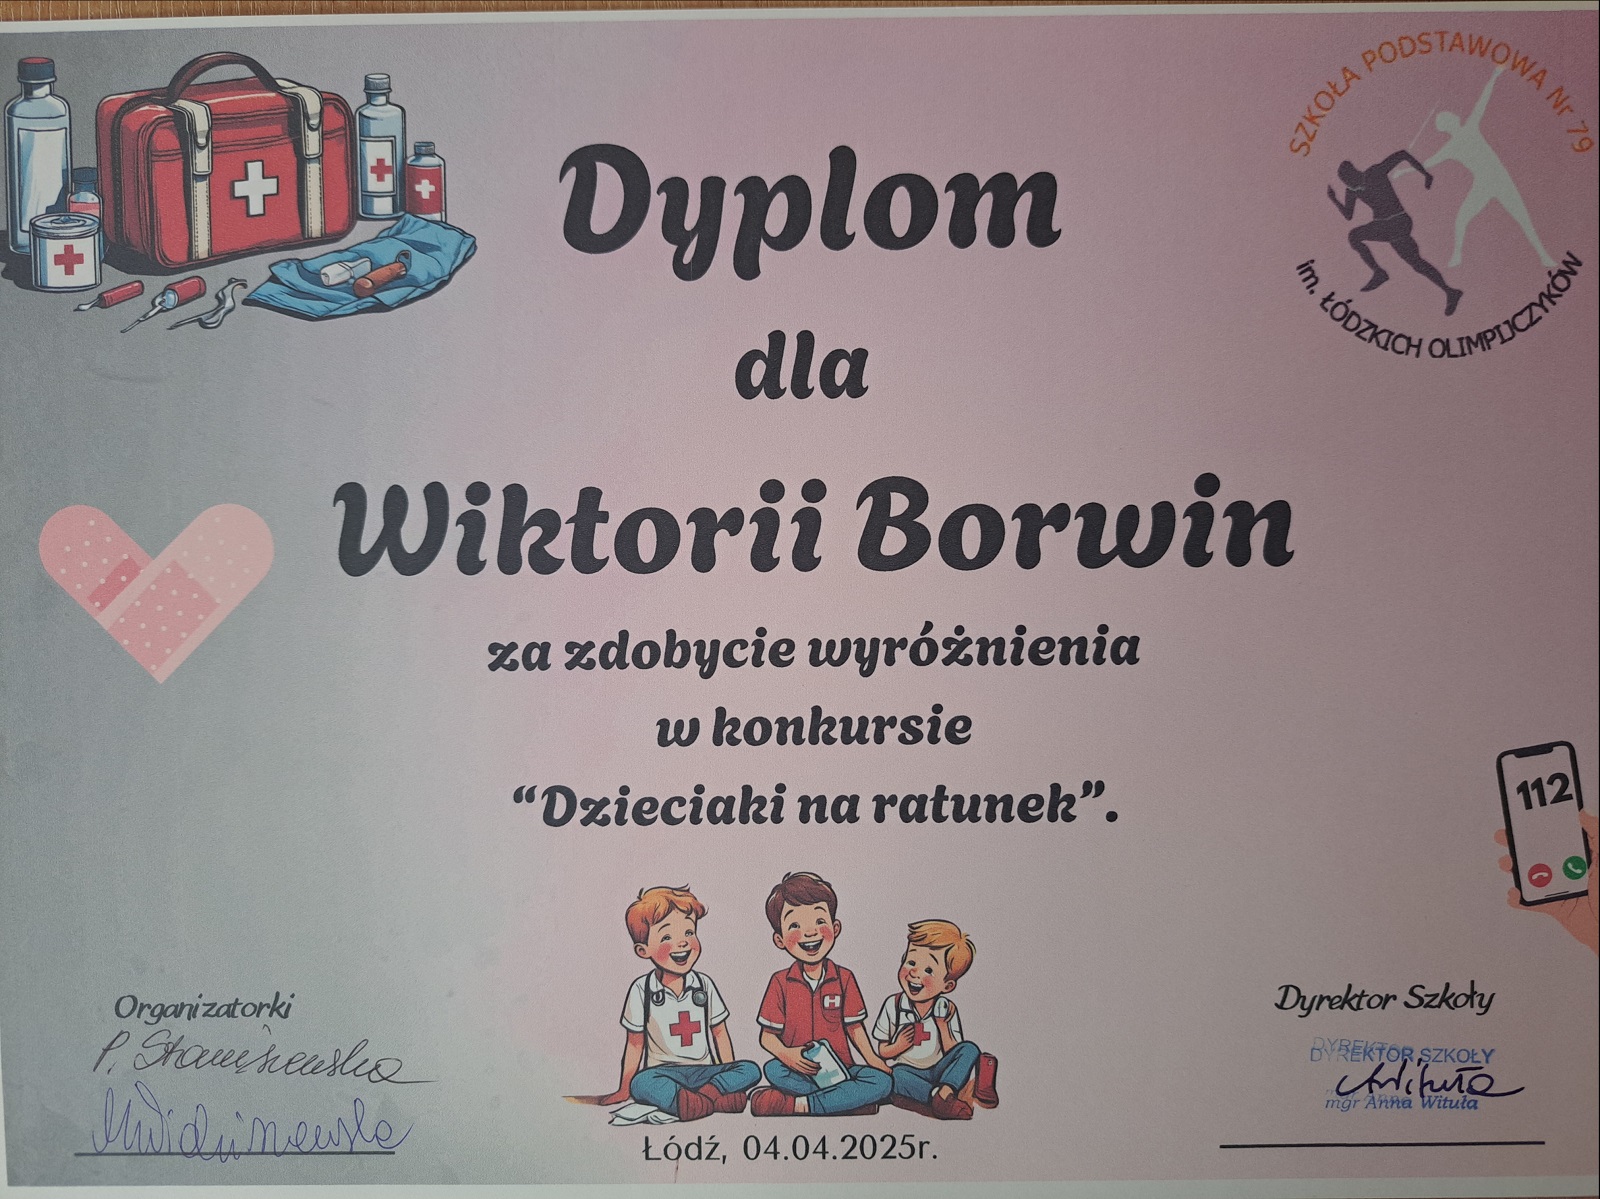 SZKOŁA PODSTAWOWA Nr 79
im. ŁÓDZKICH OLIMPIJCZYKÓW
Dyplom
dla
Wiktorii Borwin
za zdobycie wyróżnienia
w konkursie
“Dzieciaki na ratunek”.
112
Organizatorki
P. Staniszewska
Dyrektor Szkoły
DYREKTOR SZKOŁY
mgr Anna Wituła
Łódź, 04.04.2025r.